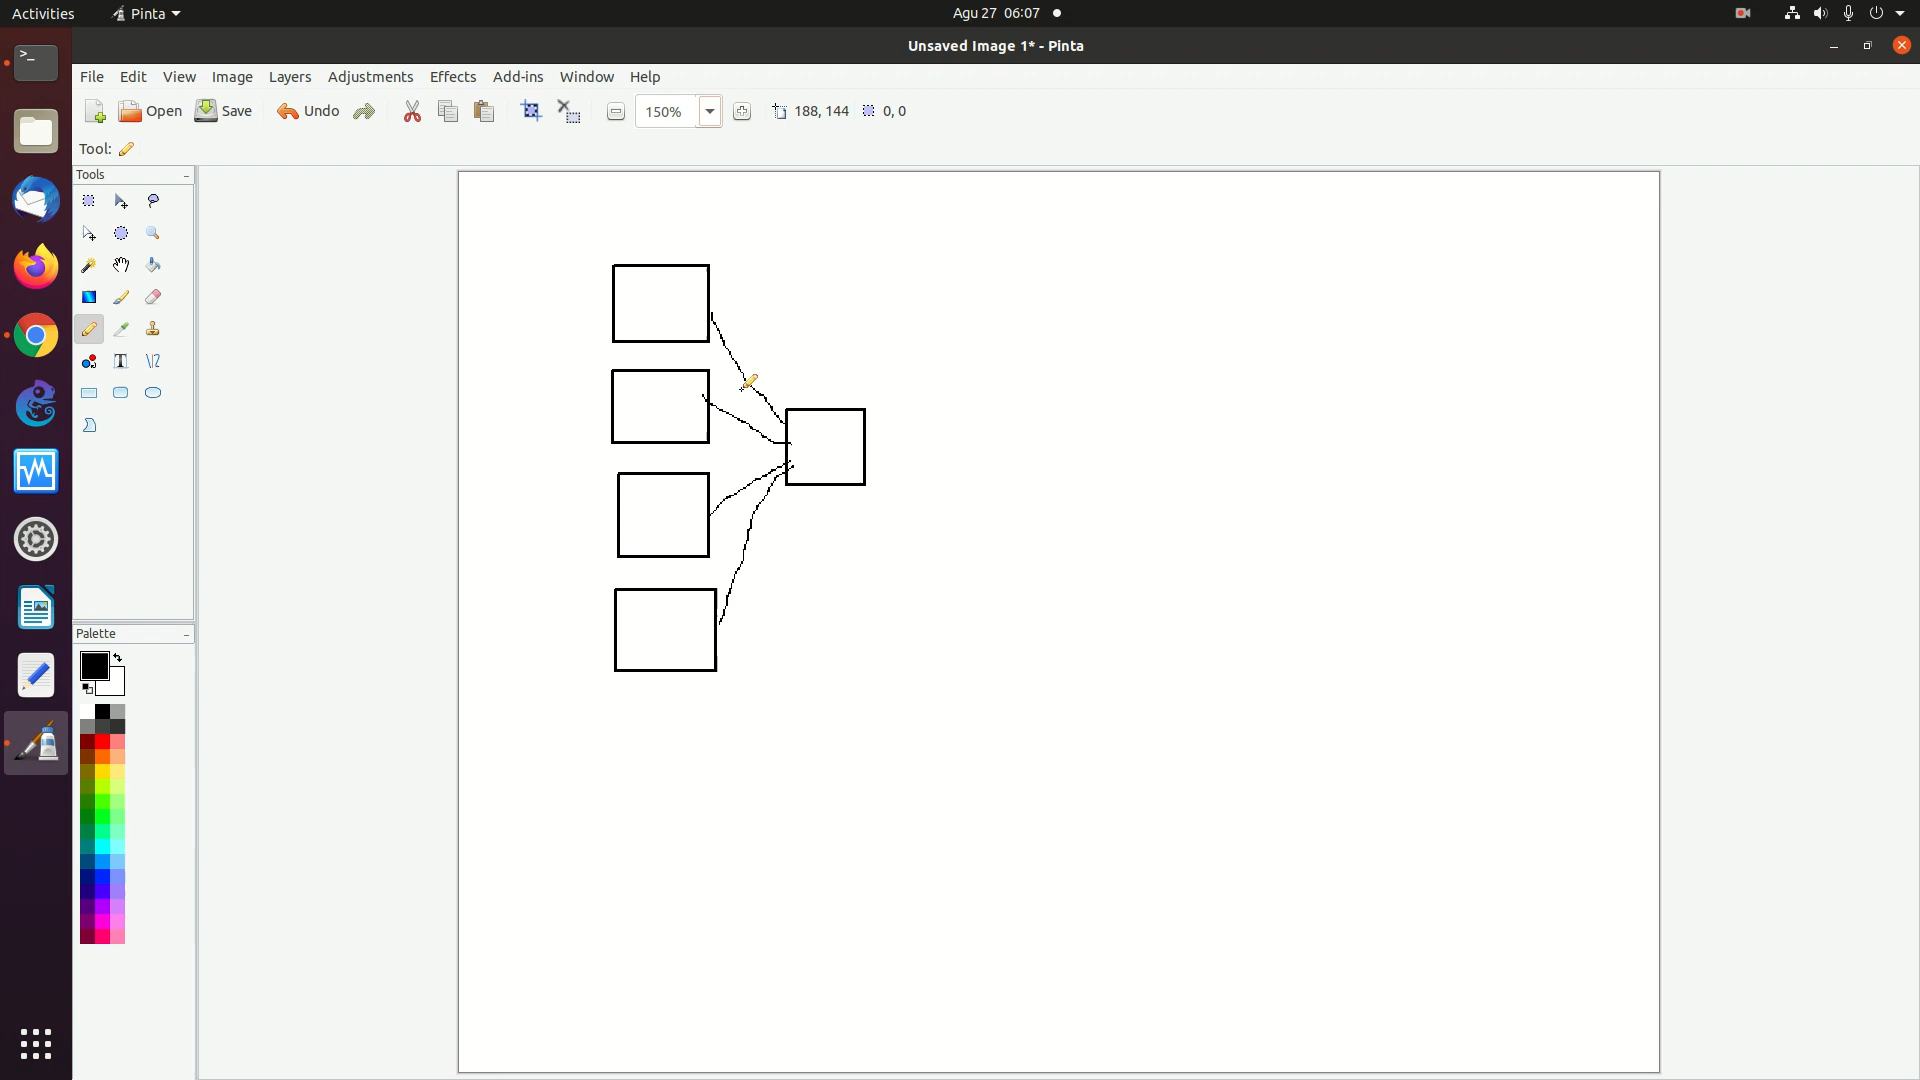 Activities Pinta Agu 27 06:07
Unsaved Image 1* - Pinta
File Edit View Image Layers Adjustments Effects Add-ins Window Help
Open Save Undo 150% 188, 144 0, 0
Tool:
Tools
Palette